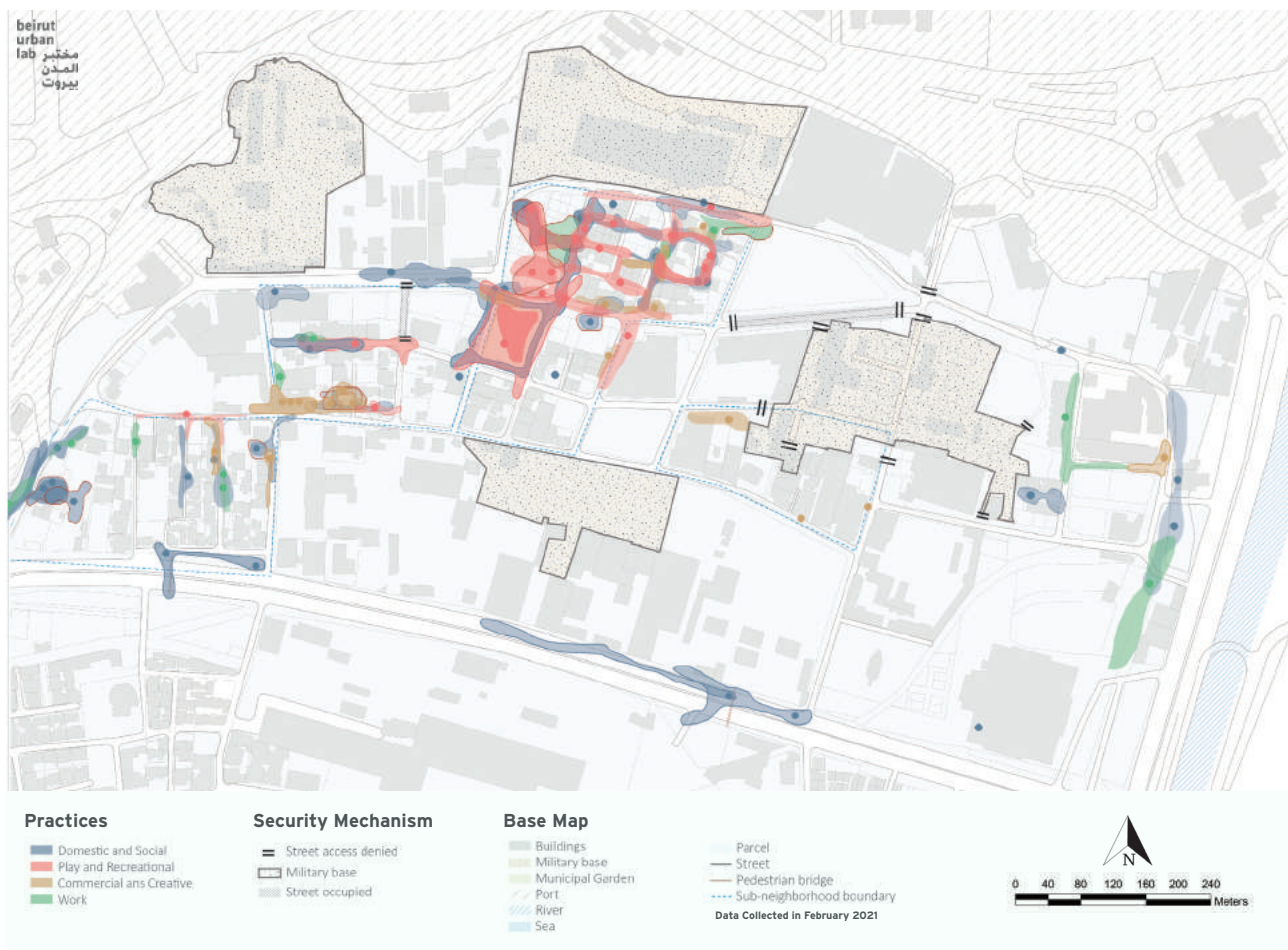 beirut
urban
lab مختبر
المدن
بيروت
Practices
Domestic and Social
Play and Recreational
Commercial ans Creative
Work
Security Mechanism
Street access denied
Military base
Street occupied
Base Map
Buildings
Military base
Municipal Garden
Port
River
Sea
Parcel
Street
Pedestrian bridge
Sub-neighborhood boundary
Data Collected in February 2021
N
0 40 80 120 160 200 240
Meters